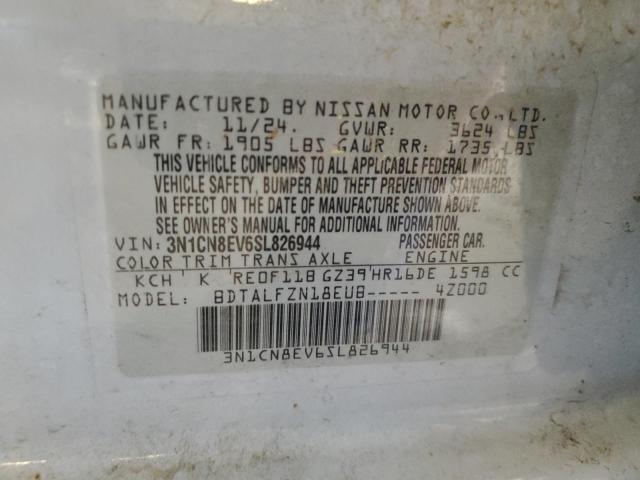 MANUFACTURED BY NISSAN MOTOR CO.,LTD.
DATE: 11/24. GVWR: 3624 LBS
GAWR FR: 1905 LBS GAWR RR: 1735 LBS
THIS VEHICLE CONFORMS TO ALL APPLICABLE FEDERAL MOTOR
VEHICLE SAFETY, BUMPER AND THEFT PREVENTION STANDARDS
IN EFFECT ON THE DATE OF MANUFACTURE SHOWN ABOVE.
SEE OWNER'S MANUAL FOR ADDITIONAL INFORMATION.
VIN: 3N1CN8EV6SL826944 PASSENGER CAR.
COLOR TRIM TRANS AXLE ENGINE
KCH K RE0F11B GZ39 HR16DE 1598 CC
MODEL: BDTALFZN18EUB----- 4Z000
3N1CN8EV6SL826944